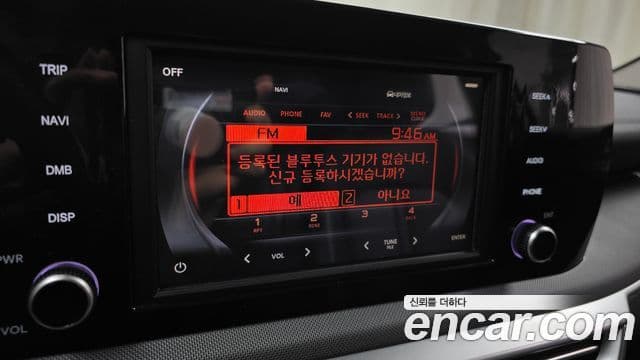 TRIP
NAVI
DMB
DISP
PWR
VOL
OFF
NAVI
AUDIO PHONE FAV < SEEK TRACK >
FM 9:46 AM
등록된 블루투스 기기가 없습니다.
신규 등록하시겠습니까?
1 예 2 아니요
1 2 3 4
RPT
< VOL >
< TUNE >
ENTER
SEEK
SEEK
AUDIO
PHONE
신뢰를 더하다
encar.com